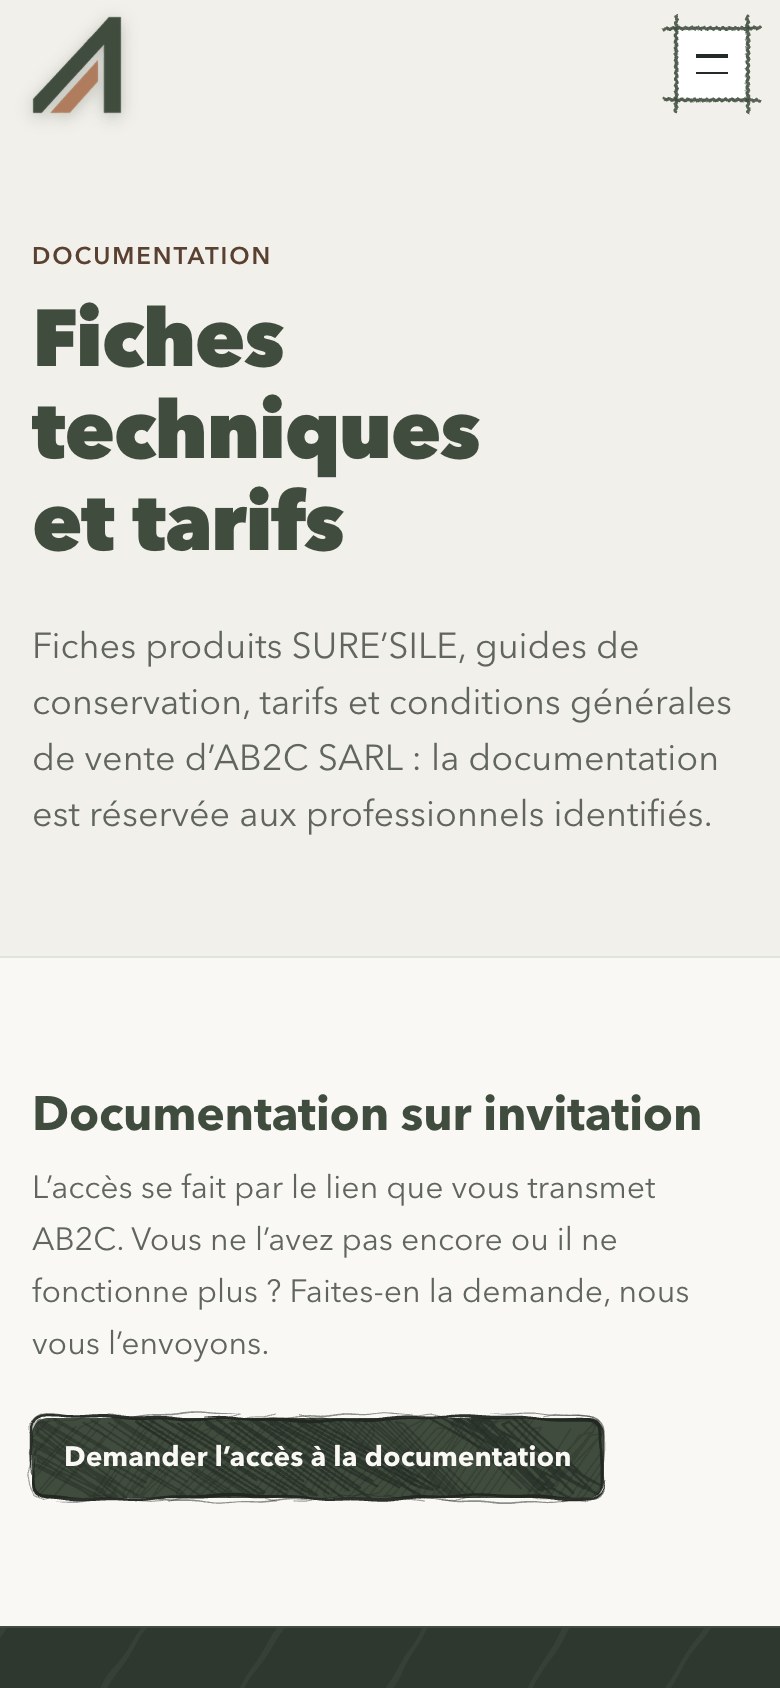 DOCUMENTATION
Fiches
techniques
et tarifs
Fiches produits SURE’SILE, guides de
conservation, tarifs et conditions générales
de vente d’AB2C SARL : la documentation
est réservée aux professionnels identifiés.
Documentation sur invitation
L’accès se fait par le lien que vous transmet
AB2C. Vous ne l’avez pas encore ou il ne
fonctionne plus ? Faites-en la demande, nous
vous l’envoyons.
Demander l’accès à la documentation